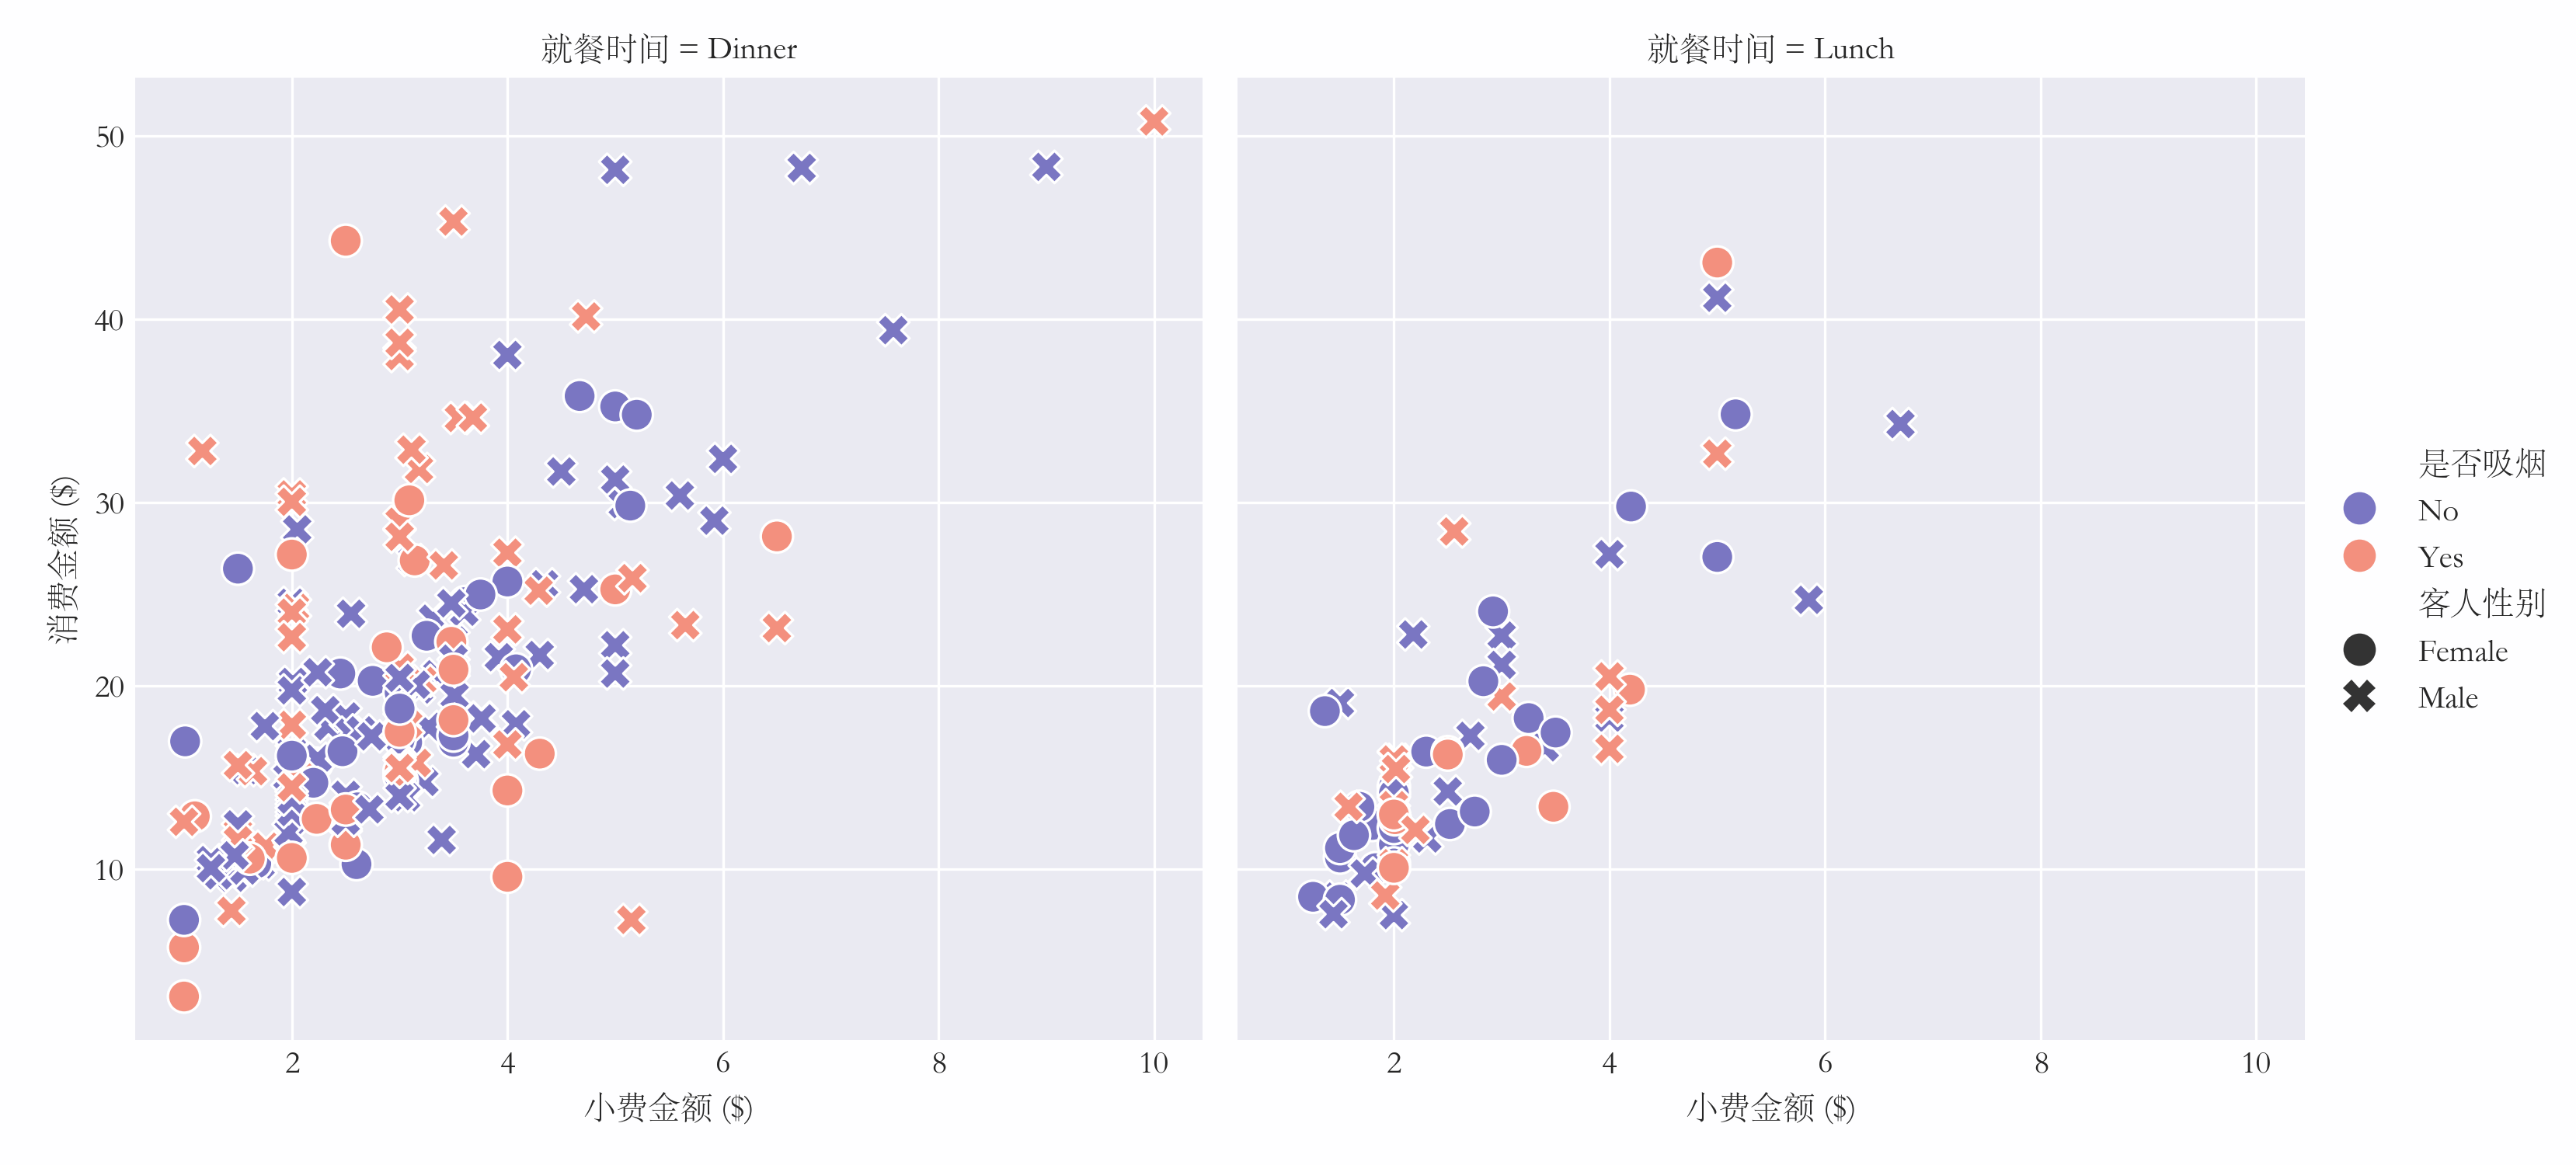 就餐时间 = Dinner
就餐时间 = Lunch
消费金额 ($)
50
40
30
20
10
2 4 6 8 10
2 4 6 8 10
小费金额 ($)
小费金额 ($)
是否吸烟
No
Yes
客人性别
Female
Male